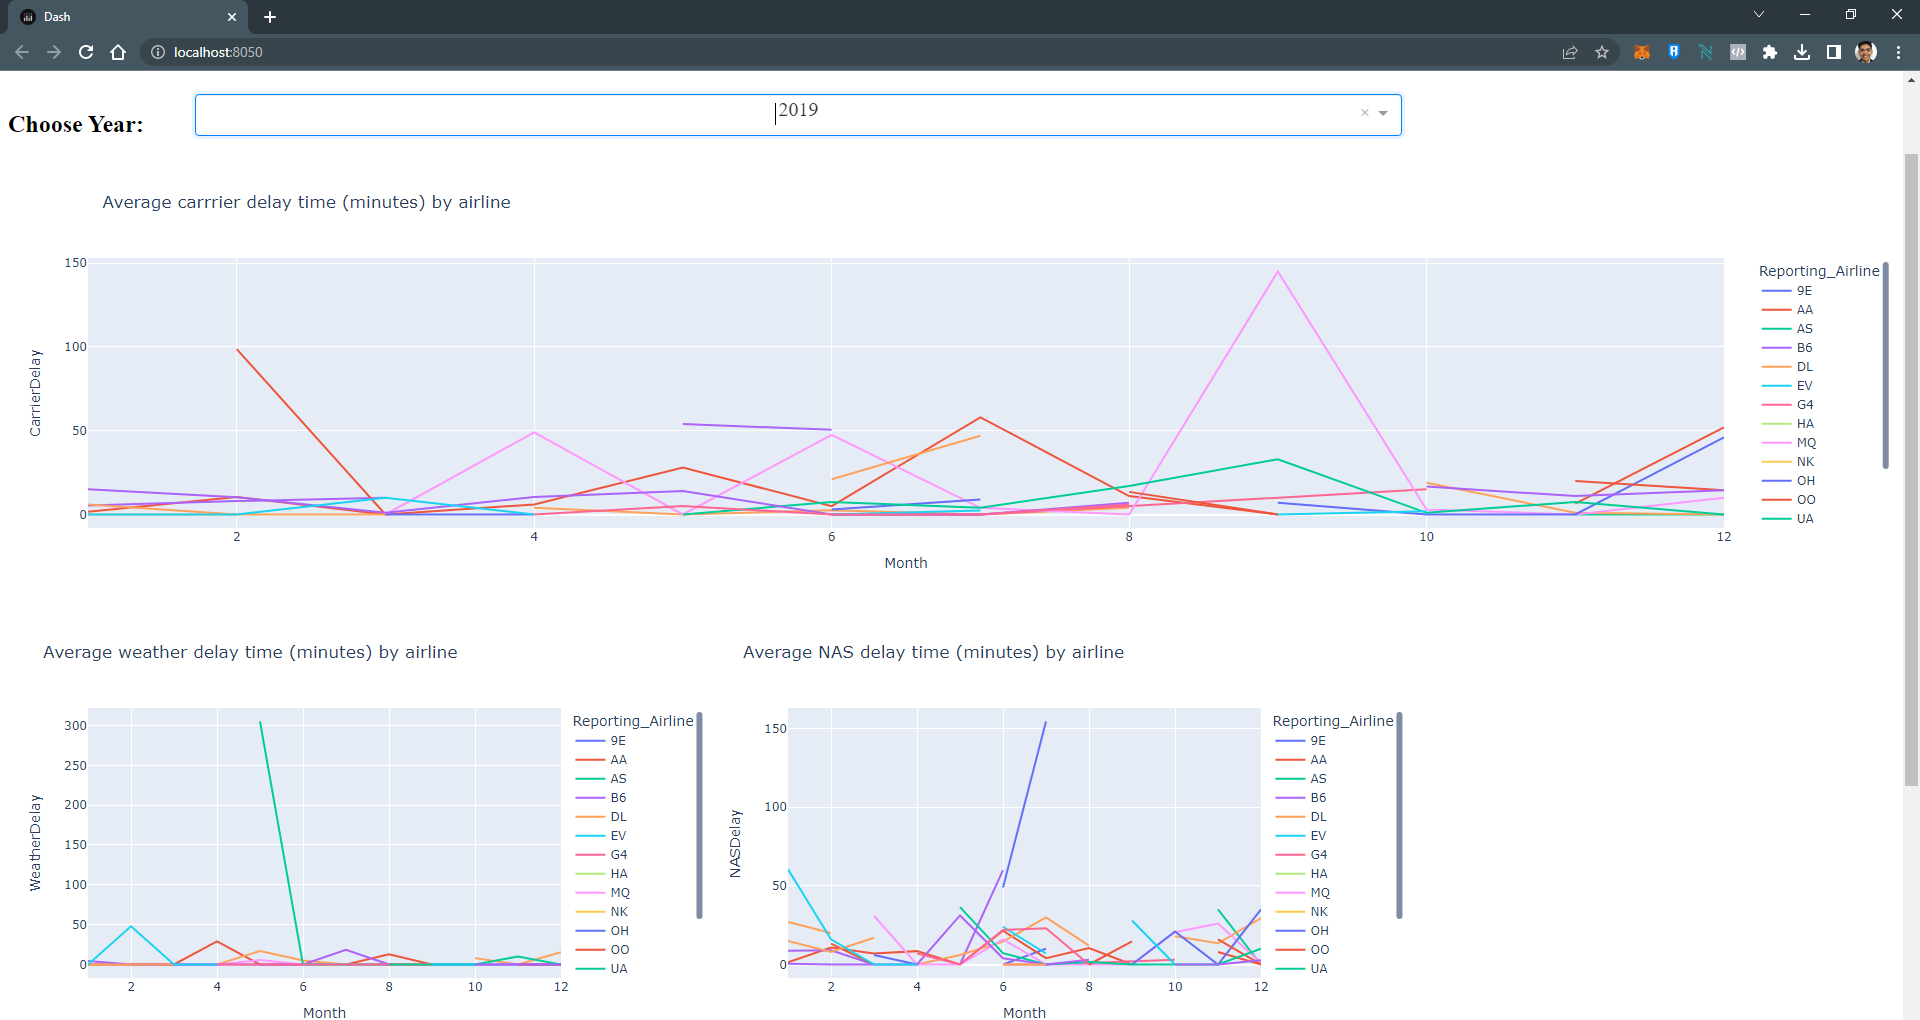 Dash
localhost:8050
Choose Year:
2019
Average carrrier delay time (minutes) by airline
150
100
50
0
CarrierDelay
2 4 6 8 10 12
Month
Reporting_Airline
9E
AA
AS
B6
DL
EV
G4
HA
MQ
NK
OH
OO
UA
Average weather delay time (minutes) by airline
300
250
200
150
100
50
0
WeatherDelay
2 4 6 8 10 12
Month
Reporting_Airline
9E
AA
AS
B6
DL
EV
G4
HA
MQ
NK
OH
OO
UA
Average NAS delay time (minutes) by airline
150
100
50
0
NASDelay
2 4 6 8 10 12
Month
Reporting_Airline
9E
AA
AS
B6
DL
EV
G4
HA
MQ
NK
OH
OO
UA